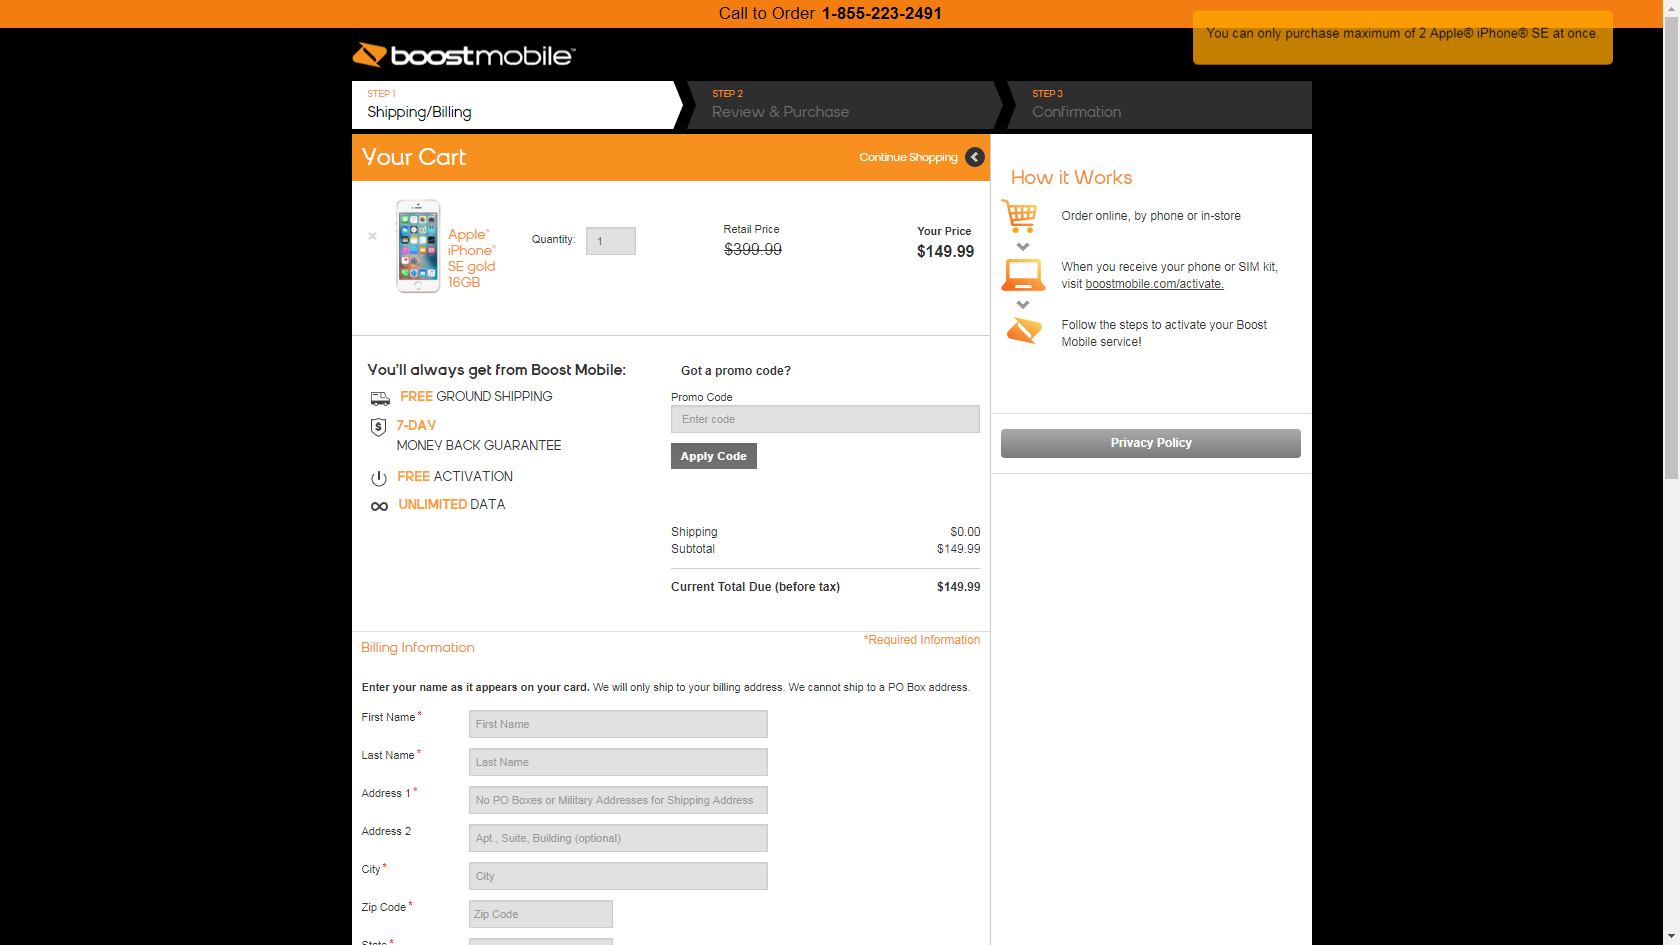 Call to Order 1-855-223-2491
You can only purchase maximum of 2 Apple® iPhone® SE at once.
boostmobile™
STEP 1
Shipping/Billing
STEP 2
Review & Purchase
STEP 3
Confirmation
Your Cart
Continue Shopping
×
Apple®
iPhone®
SE gold
16GB
Quantity:
1
Retail Price
$399.99
Your Price
$149.99
You'll always get from Boost Mobile:
FREE GROUND SHIPPING
7-DAY
MONEY BACK GUARANTEE
FREE ACTIVATION
UNLIMITED DATA
Got a promo code?
Promo Code
Enter code
Apply Code
Shipping $0.00
Subtotal $149.99
Current Total Due (before tax) $149.99
How it Works
Order online, by phone or in-store
When you receive your phone or SIM kit,
visit boostmobile.com/activate.
Follow the steps to activate your Boost
Mobile service!
Privacy Policy
*Required Information
Billing Information
Enter your name as it appears on your card. We will only ship to your billing address. We cannot ship to a PO Box address.
First Name*
First Name
Last Name*
Last Name
Address 1*
No PO Boxes or Military Addresses for Shipping Address
Address 2
Apt., Suite, Building (optional)
City*
City
Zip Code*
Zip Code
State*